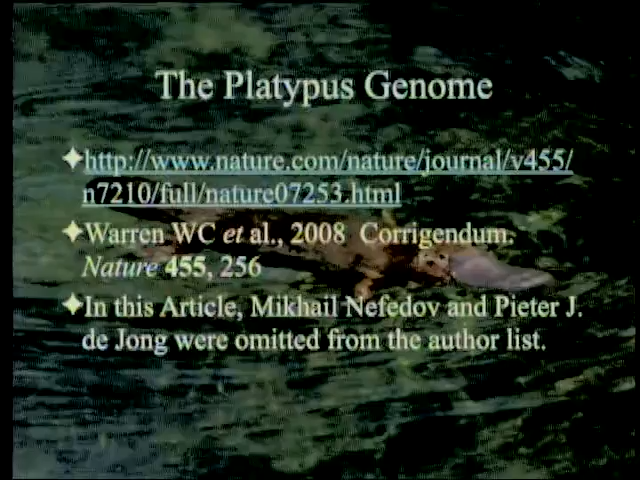 The Platypus Genome
http://www.nature.com/nature/journal/v455/
n7210/full/nature07253.html
Warren WC et al., 2008 Corrigendum.
Nature 455, 256
In this Article, Mikhail Nefedov and Pieter J.
de Jong were omitted from the author list.